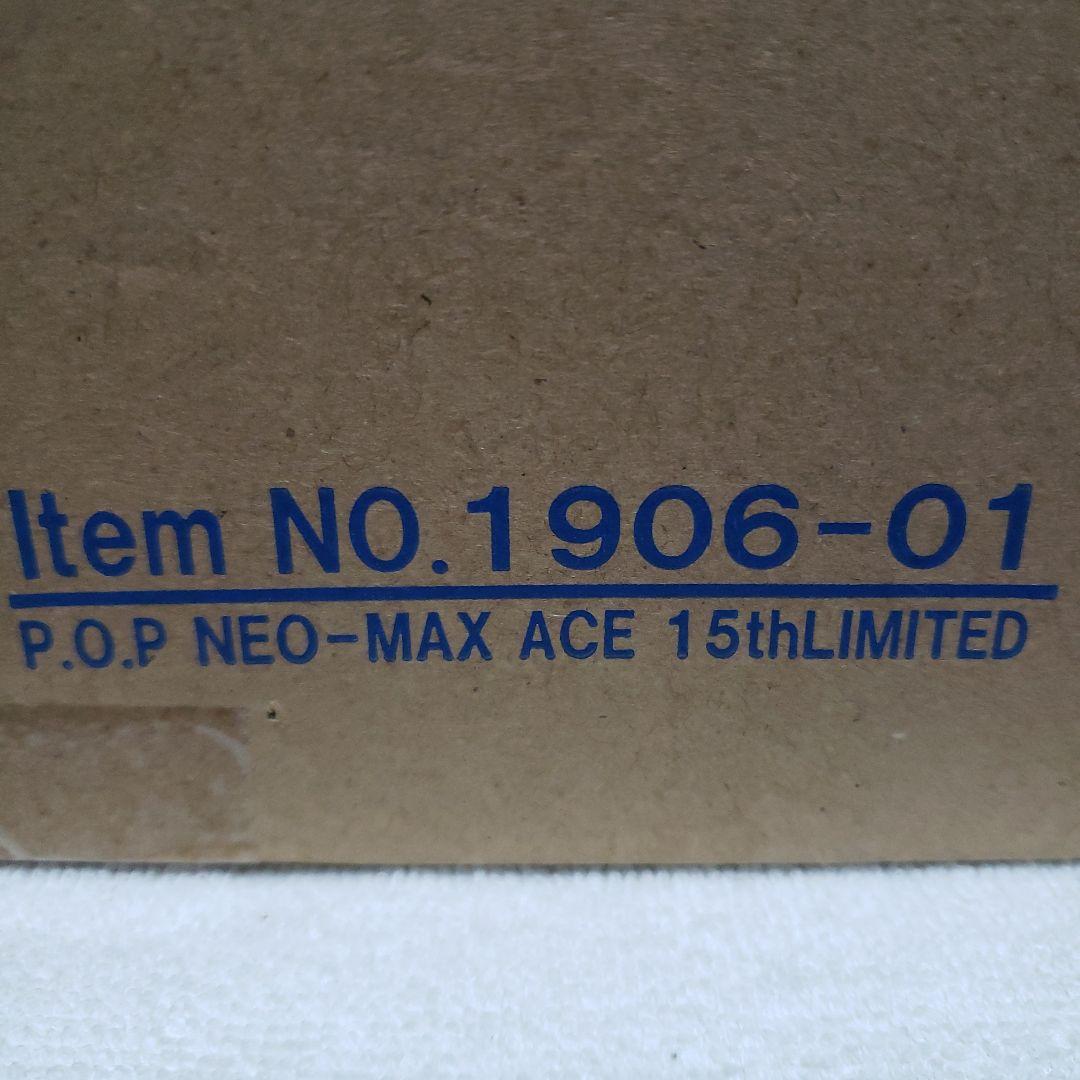 Item NO.1906-01
P.O.P NEO-MAX ACE 15thLIMITED